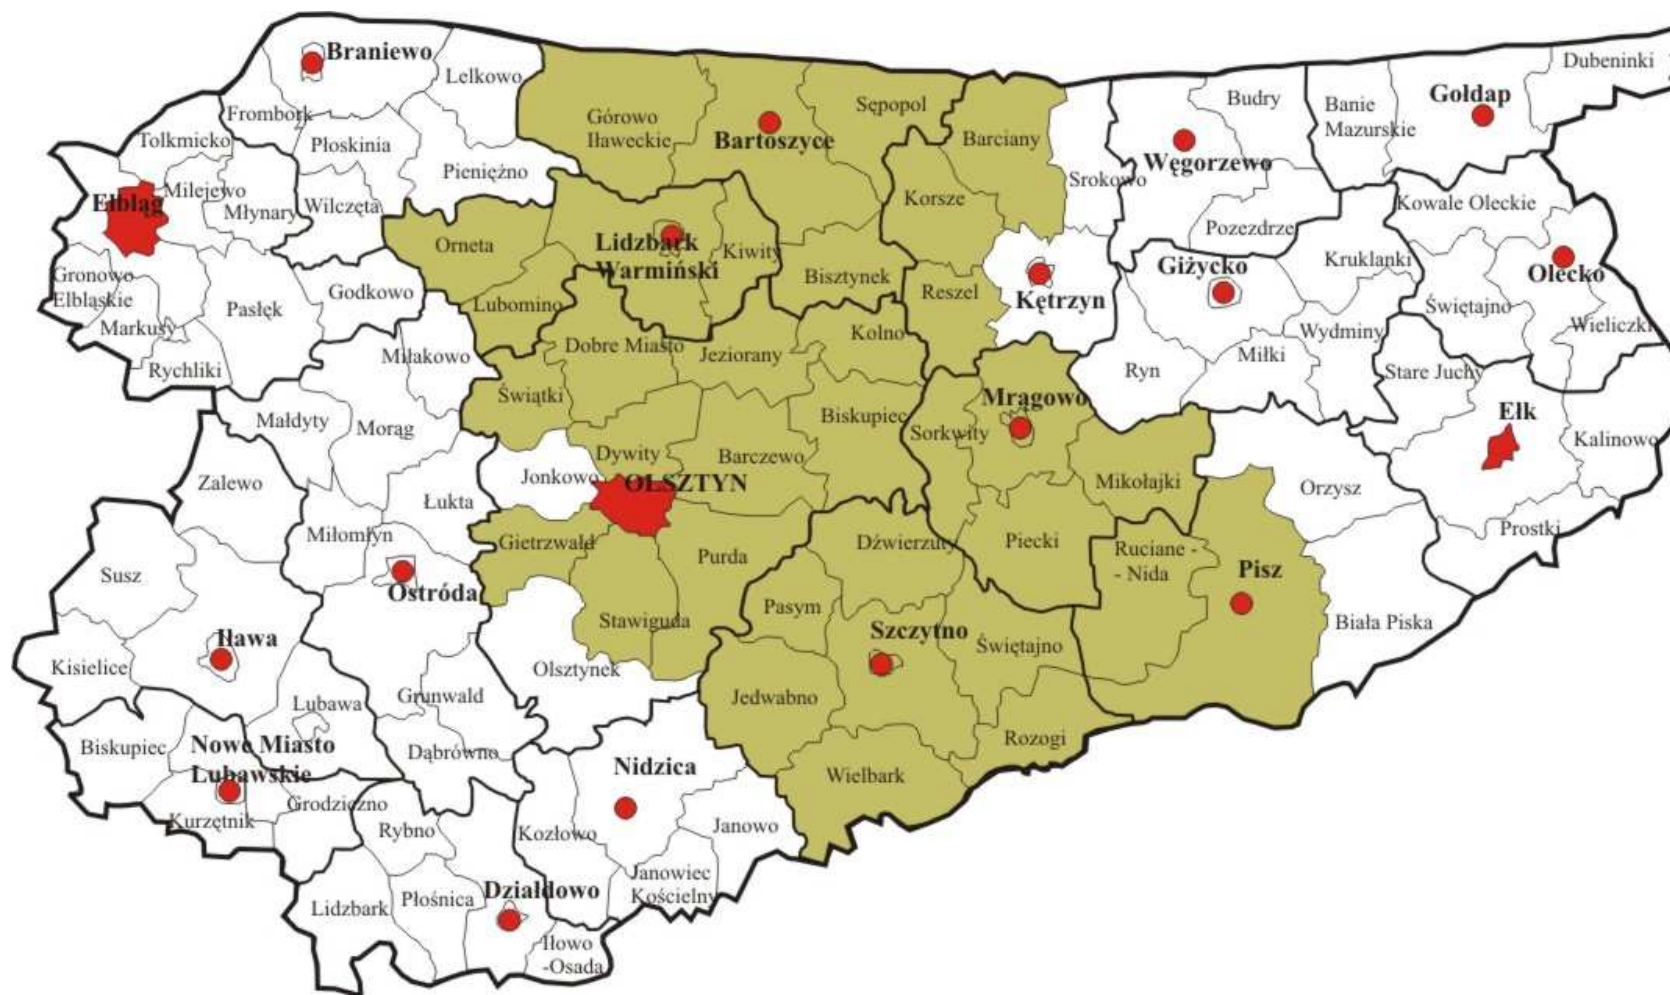 Braniewo
Lelkowo
Dubeninki
Gołdap
Budry
Banie
Mazurskie
Sępopol
Górowo
Iławeckie
Bartoszyce
Barciany
Frombork
Tolkmicko
Płoskinia
Pieniężno
Węgorzewo
Srokowo
Milejewo
Elbląg
Młynary
Wilczęta
Korsze
Kowale Oleckie
Pozezdrze
Orneta
Lidzbark
Warmiński
Kiwity
Bisztynek
Giżycko
Kruklanki
Olecko
Gronowo
Elbląskie
Godkowo
Reszel
Kętrzyn
Pasłęk
Lubomino
Świętajno
Markusy
Wydminy
Wieliczki
Kolno
Dobre Miasto
Jeziorany
Miłakowo
Miłki
Rychliki
Ryn
Stare Juchy
Świątki
Mrągowo
Ełk
Małdyty
Morąg
Biskupiec
Sorkwity
Kalinowo
Dywity
Barczewo
Jonkowo
OLSZTYN
Zalewo
Mikołajki
Orzysz
Łukta
Prostki
Miłomłyn
Gietrzwałd
Purda
Dźwierzuty
Piecki
Ruciane -
- Nida
Susz
Pisz
Ostróda
Pasym
Stawiguda
Biała Piska
Iława
Szczytno
Świętajno
Kisielice
Olsztynek
Jedwabno
Grunwald
Lubawa
Rozogi
Biskupiec
Nowe Miasto
Lubawskie
Dąbrówno
Nidzica
Wielbark
Grodziczno
Kurzętnik
Rybno
Kozłowo
Janowo
Janowiec
Kościelny
Działdowo
Płośnica
Lidzbark
Iłowo
-Osada